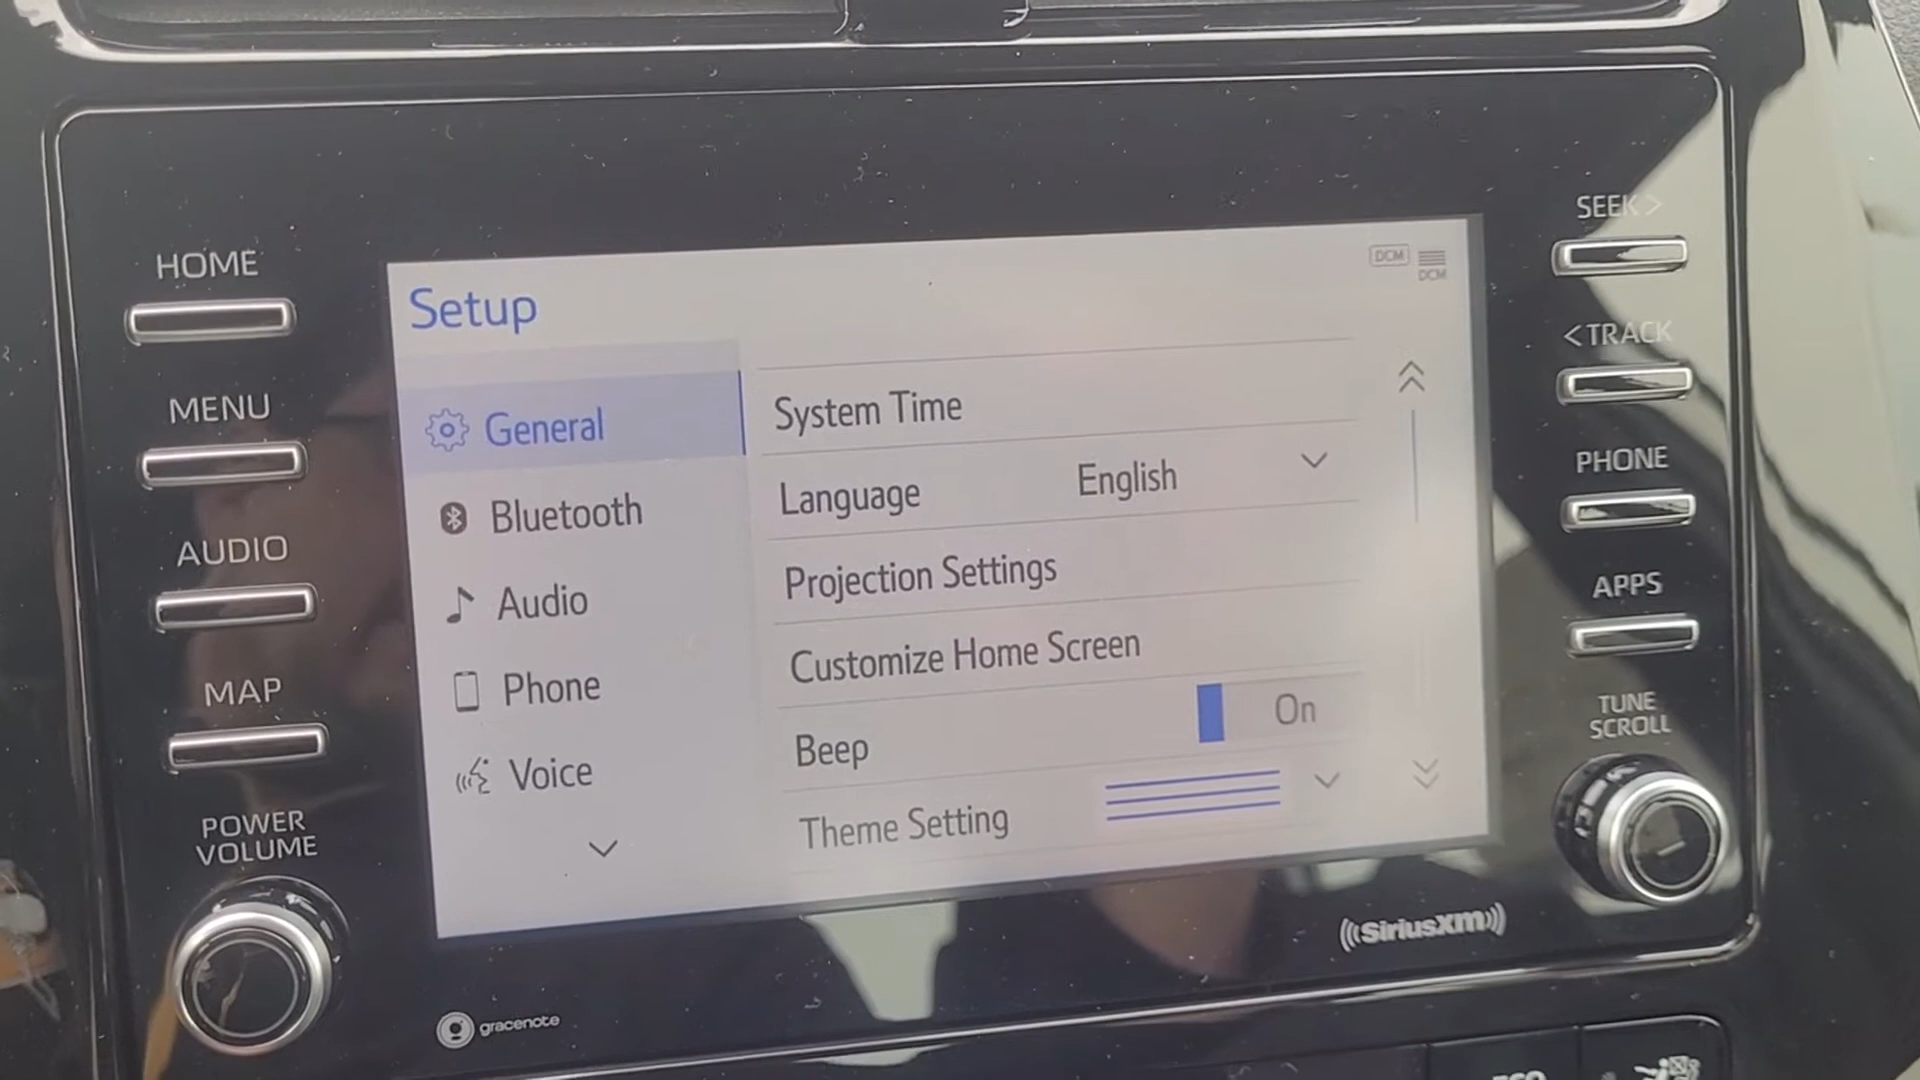 HOME
MENU
AUDIO
MAP
POWER
VOLUME
Setup
DCM
DCM
General
Bluetooth
Audio
Phone
Voice
System Time
Language English
Projection Settings
Customize Home Screen
Beep On
Theme Setting
SEEK >
< TRACK
PHONE
APPS
TUNE
SCROLL
SiriusXM
gracenote